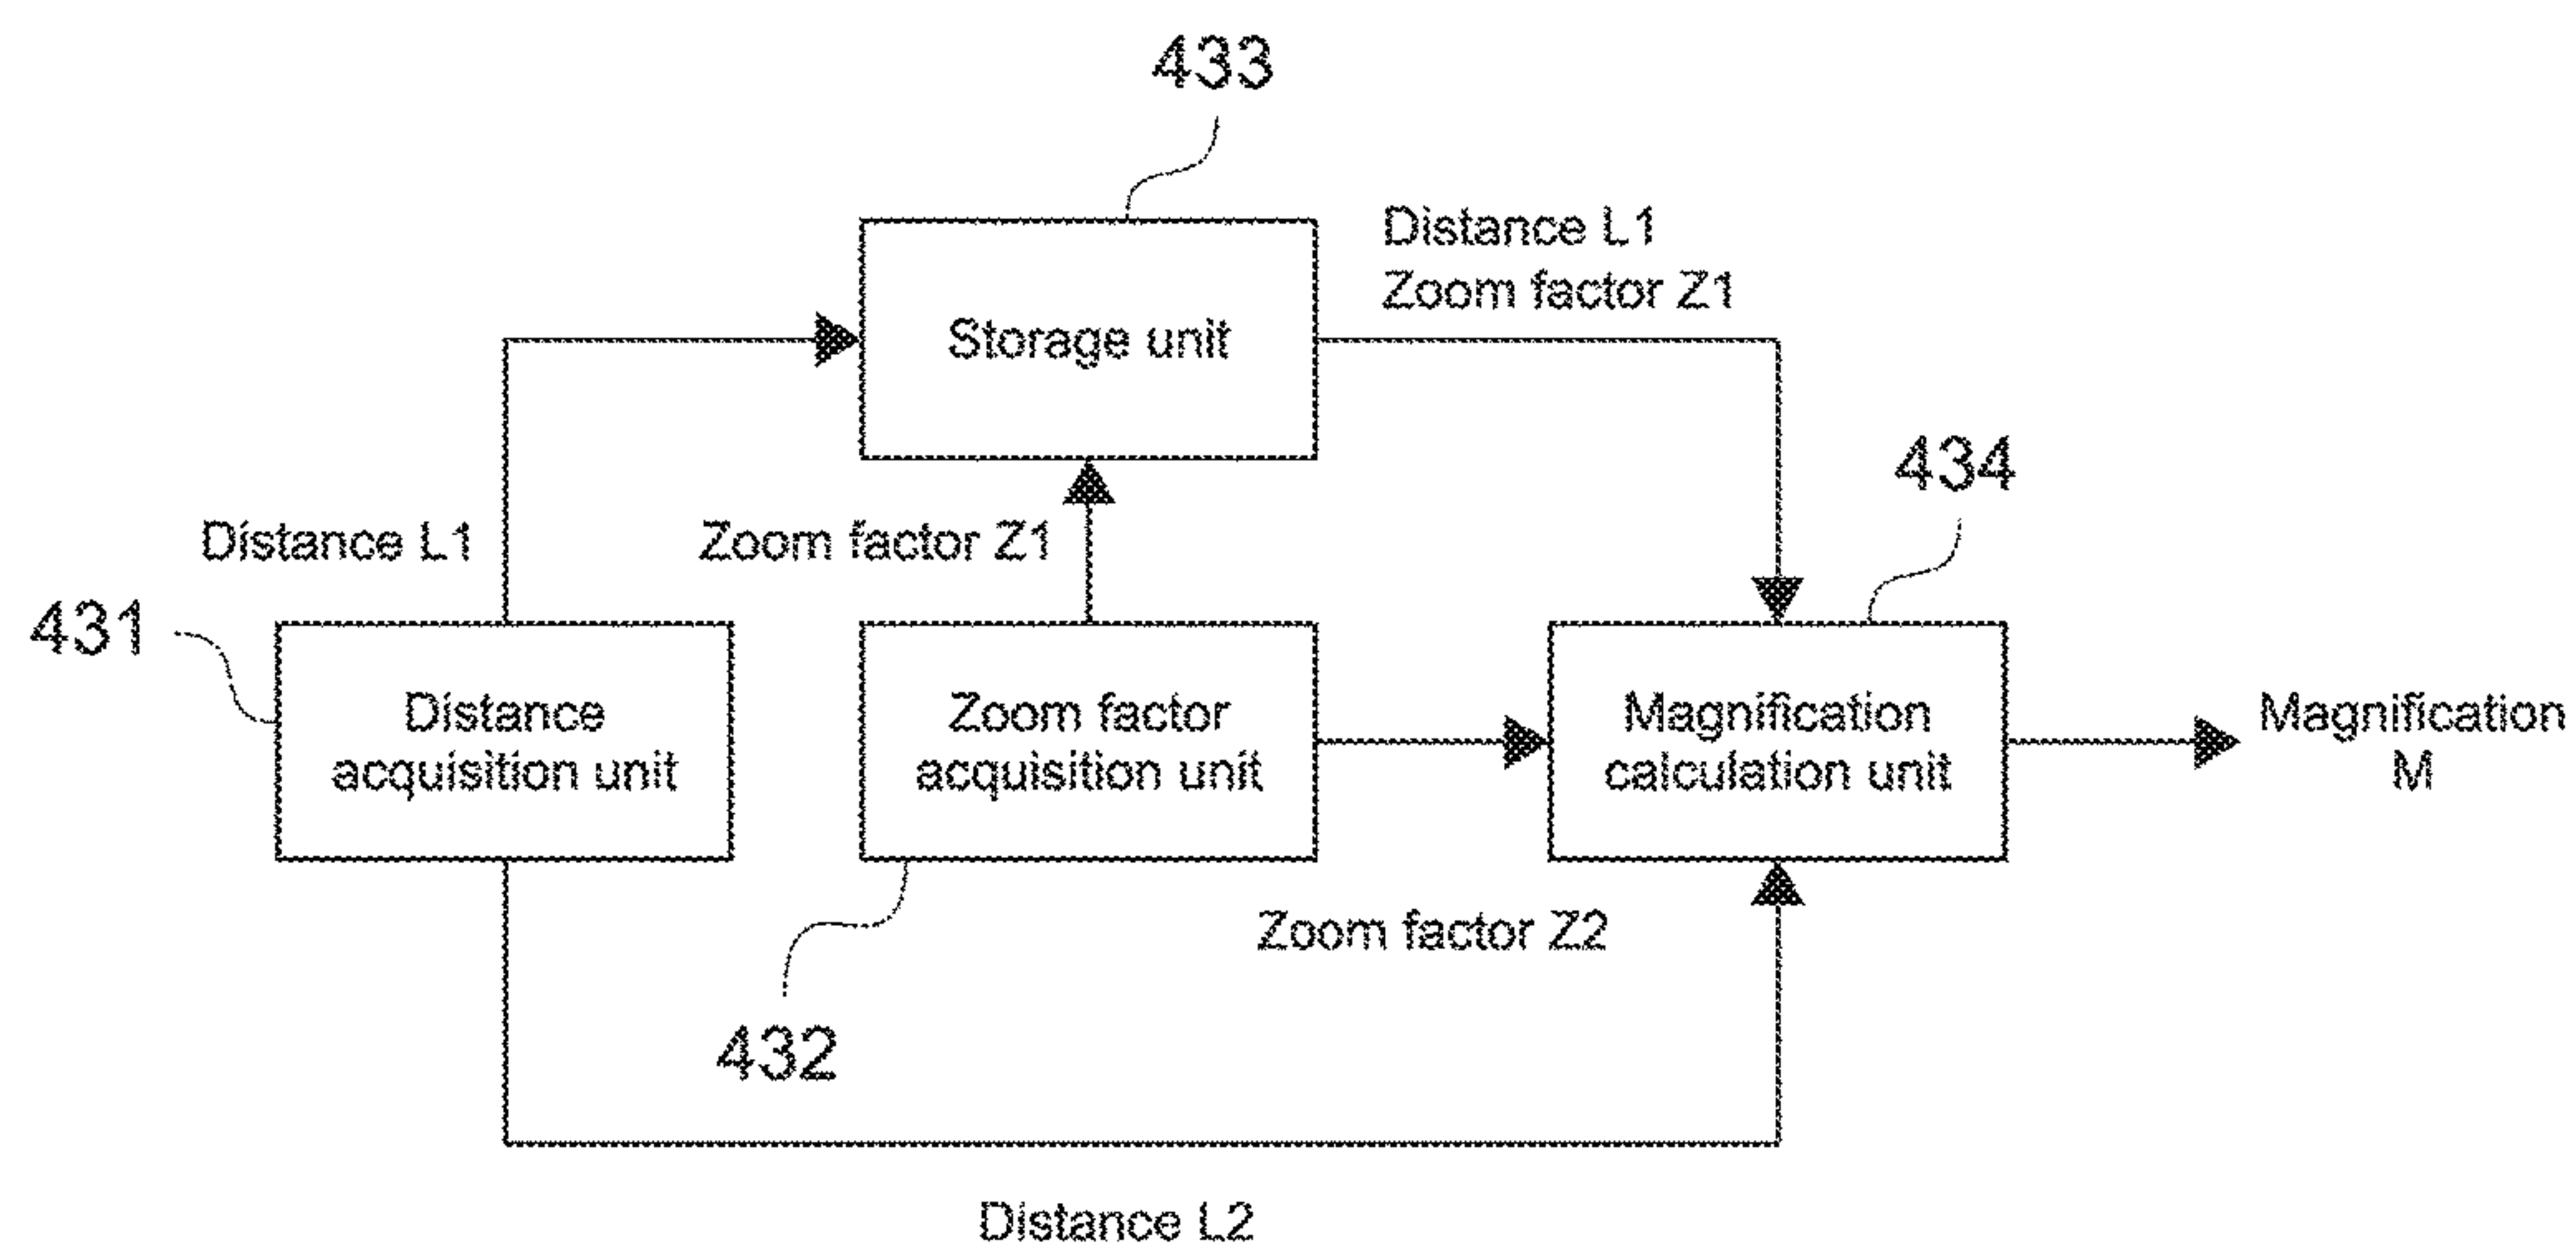 433
Distance L1
Zoom factor Z1
Storage unit
434
Distance L1
Zoom factor Z1
431
Distance
acquisition unit
Zoom factor
acquisition unit
Magnification
calculation unit
Magnification
M
Zoom factor Z2
432
Distance L2